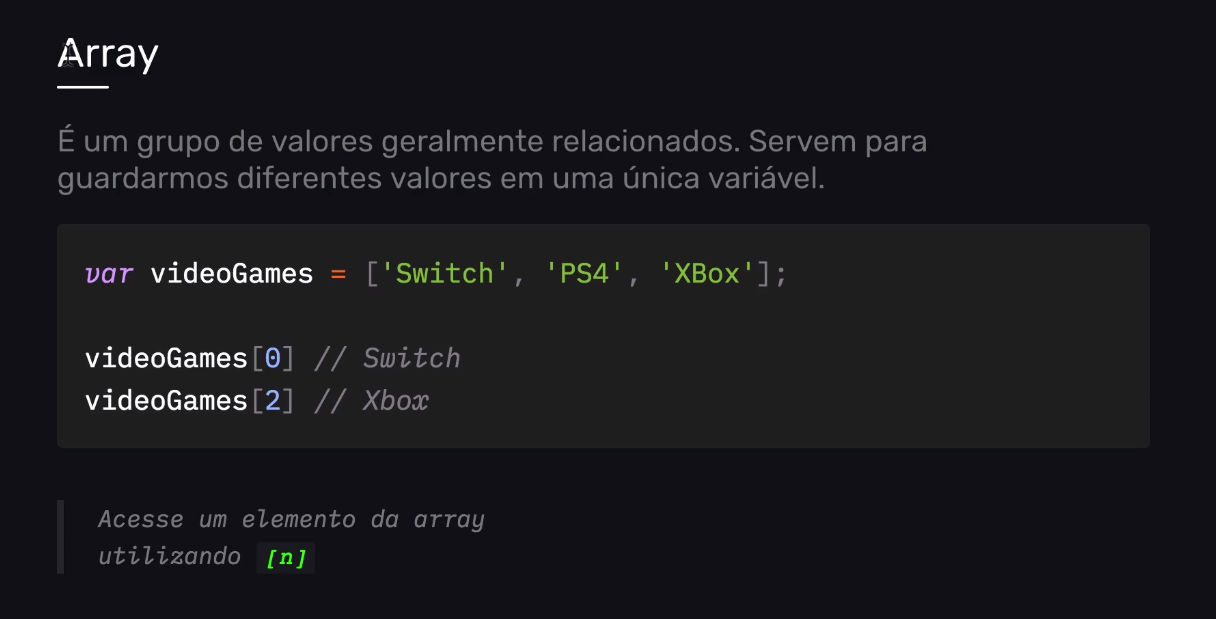 Array
É um grupo de valores geralmente relacionados. Servem para
guardarmos diferentes valores em uma única variável.
var videoGames = ['Switch', 'PS4', 'XBox'];
videoGames[0] // Switch
videoGames[2] // Xbox
Acesse um elemento da array
utilizando [n]